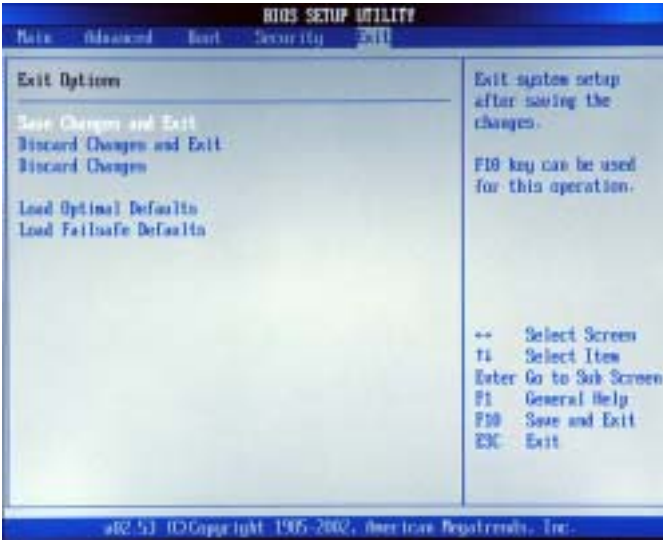 BIOS SETUP UTILITY
Main Advanced Boot Security Exit
Exit Options
Save Changes and Exit
Discard Changes and Exit
Discard Changes
Load Optimal Defaults
Load Failsafe Defaults
Exit system setup
after saving the
changes.
F10 key can be used
for this operation.
↔ Select Screen
↑↓ Select Item
Enter Go to Sub Screen
F1 General Help
F10 Save and Exit
ESC Exit
v02.53 (C)Copyright 1985-2002, American Megatrends, Inc.